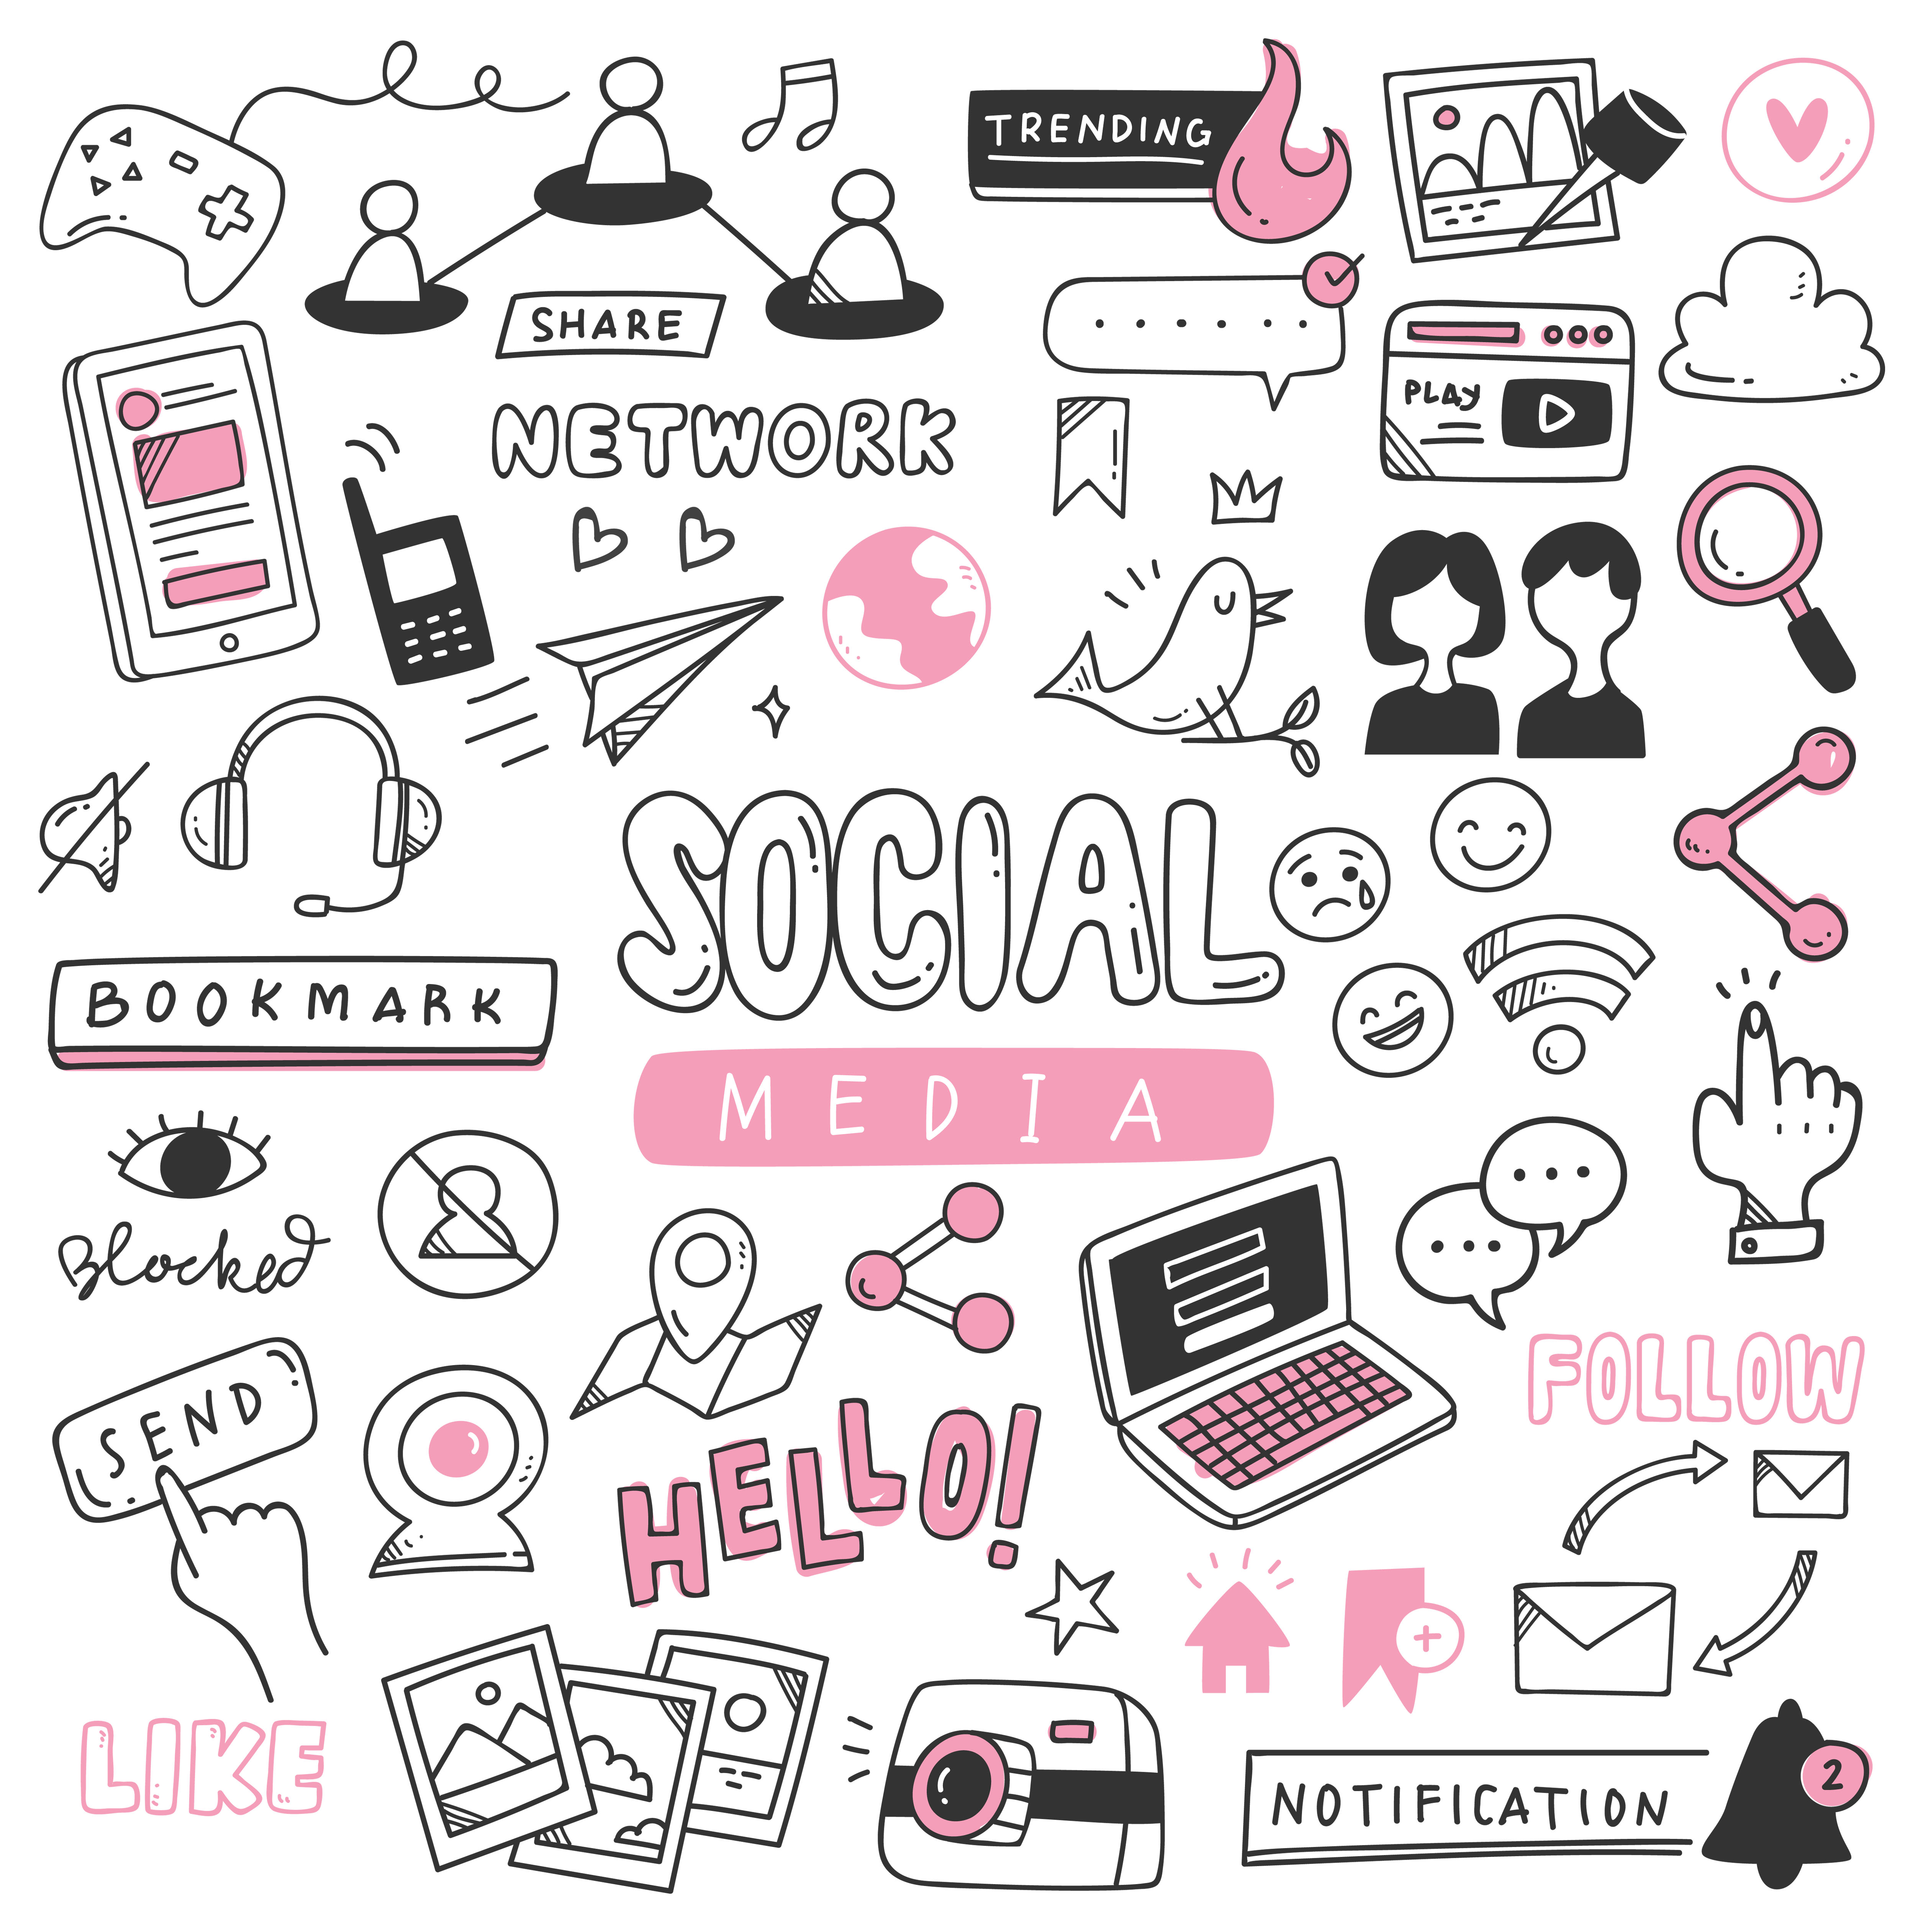 TRENDING
SHARE
PLAY
NETWORK
SOCIAL
BOOKMARK
MEDIA
Blocked
FOLLOW
SEND
HELLO!
LIKE
NOTIFICATION
2